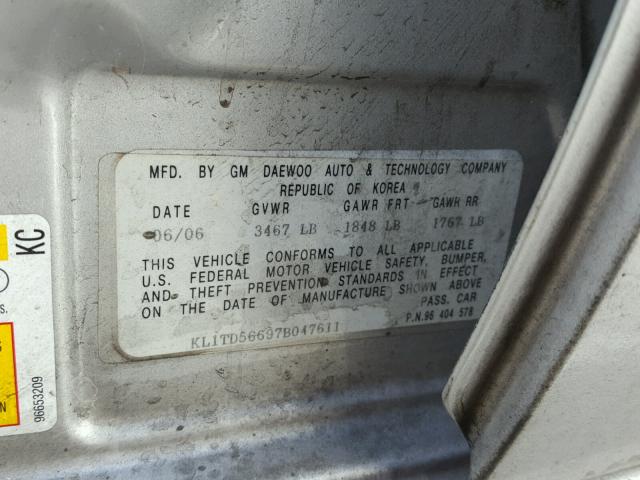 MFD. BY GM DAEWOO AUTO & TECHNOLOGY COMPANY
REPUBLIC OF KOREA
DATE GVWR GAWR FRT GAWR RR
06/06 3467 LB 1848 LB 1767 LB
THIS VEHICLE CONFORMS TO ALL APPLICABLE
U.S. FEDERAL MOTOR VEHICLE SAFETY, BUMPER,
AND THEFT PREVENTION STANDARDS IN EFFECT
ON THE DATE OF MANUFACTURE SHOWN ABOVE
PASS. CAR
KL1TD56697B047611 P.N.96 404 578
KC
96653209